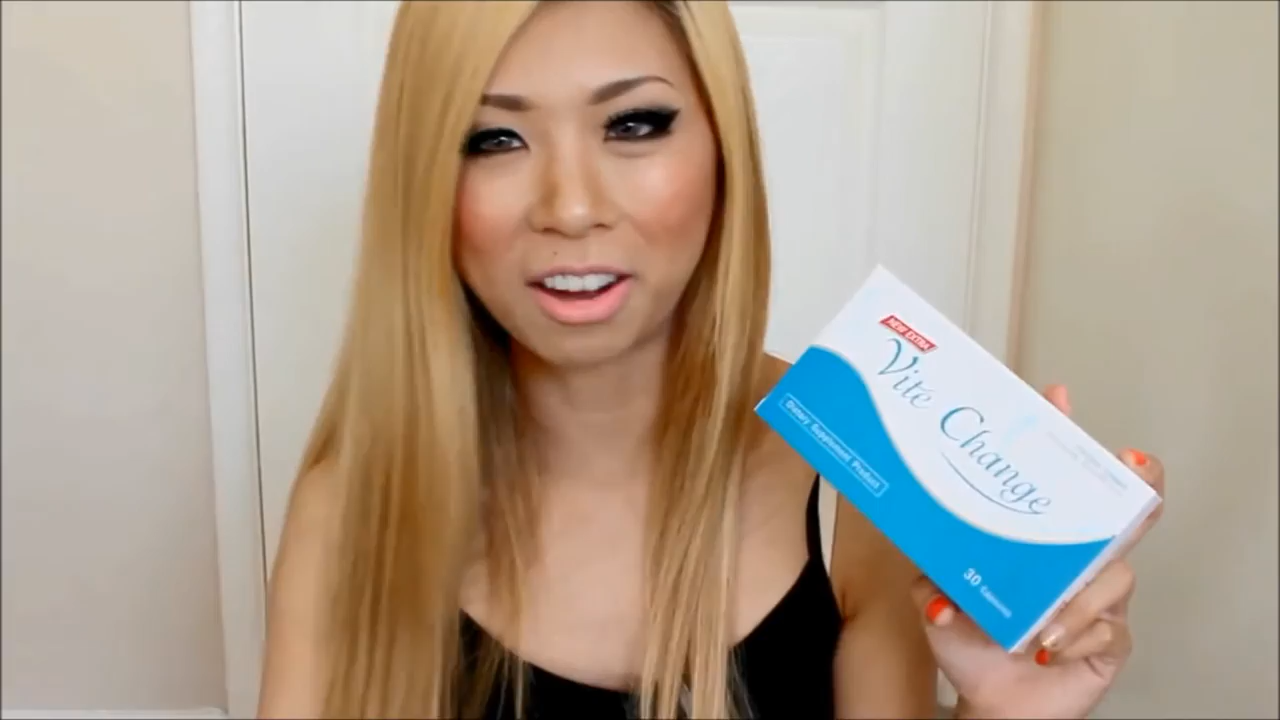 NEW EXTRA
Vite Change
Dietary Supplement Product
30 Capsules